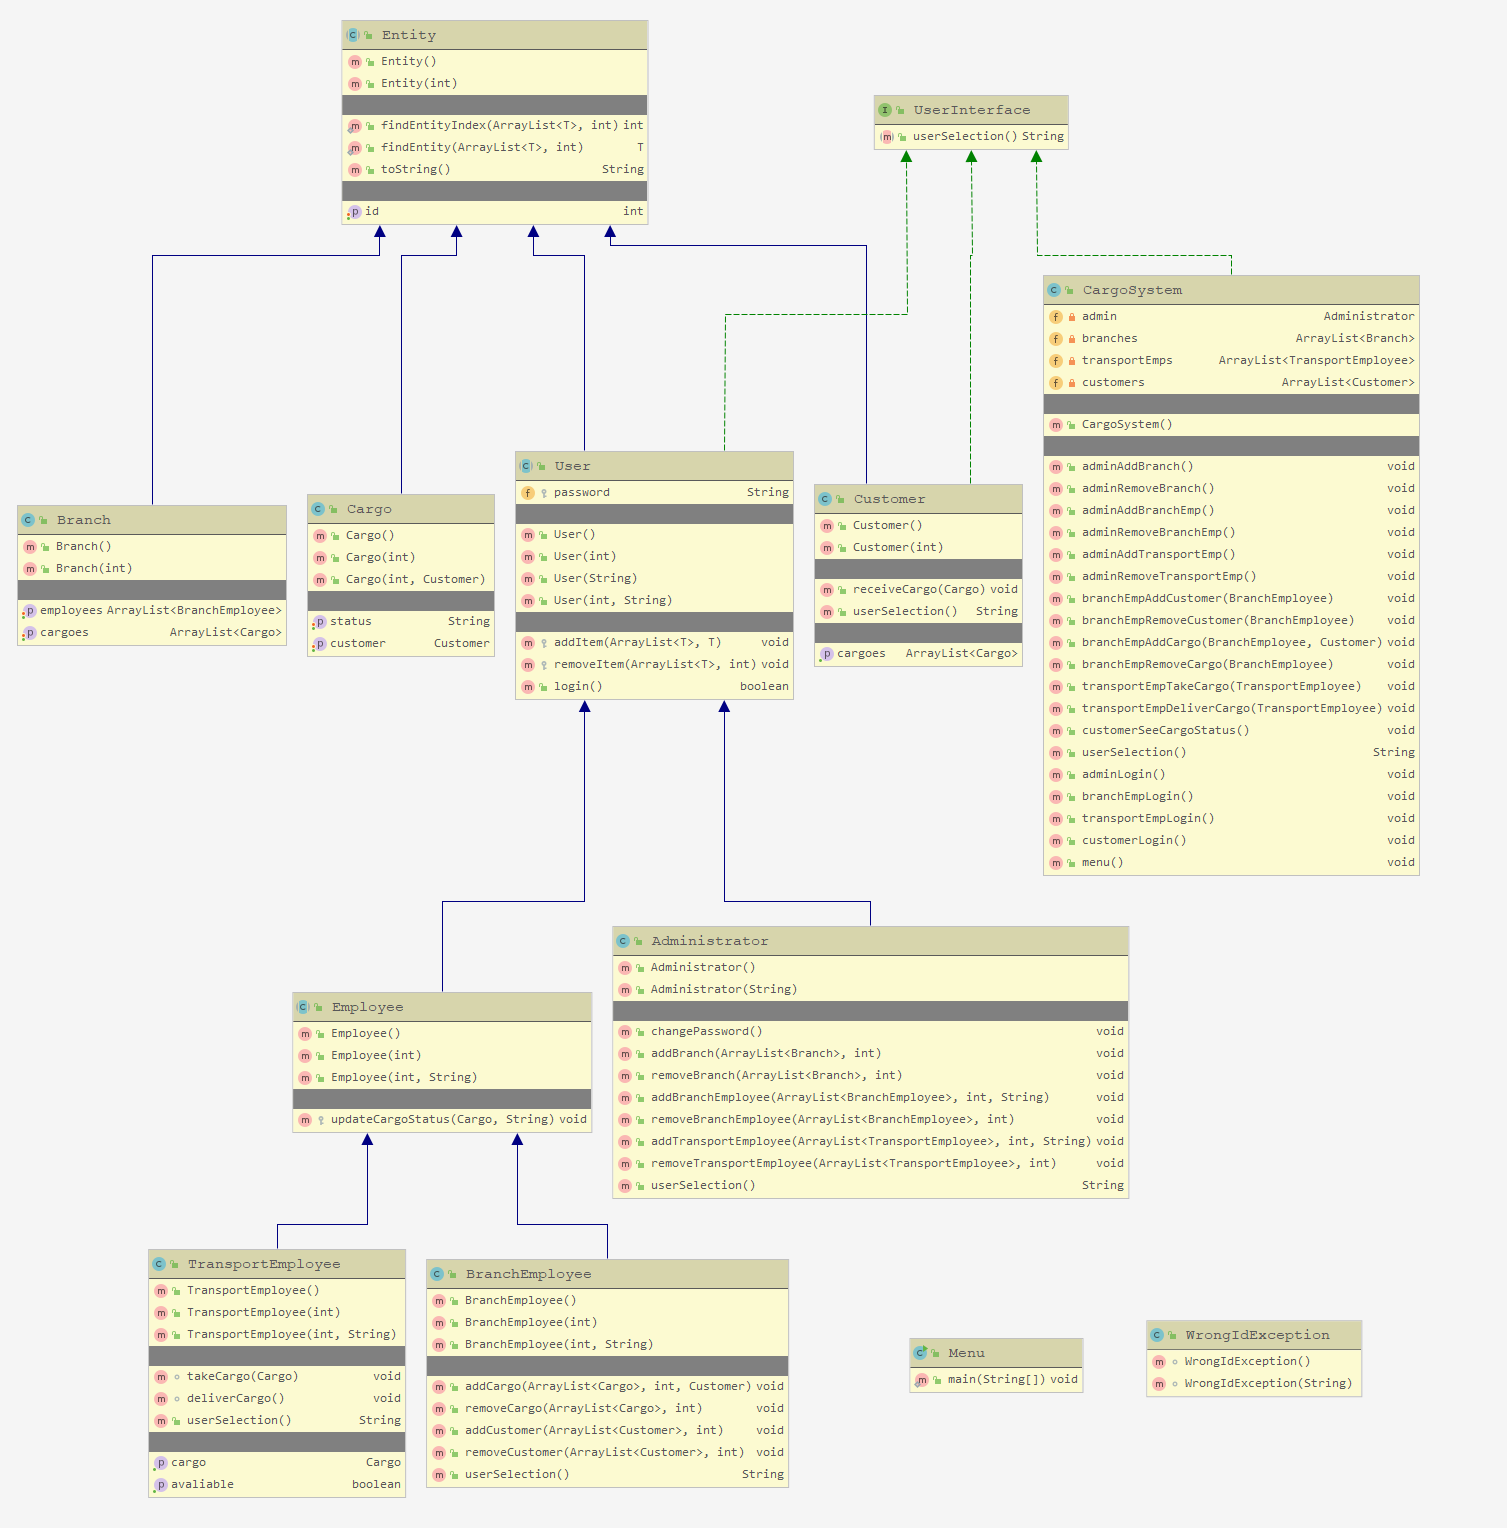 Entity
Entity()
Entity(int)
findEntityIndex(ArrayList<T>, int) int
findEntity(ArrayList<T>, int) T
toString() String
id int
UserInterface
userSelection() String
CargoSystem
admin Administrator
branches ArrayList<Branch>
transportEmps ArrayList<TransportEmployee>
customers ArrayList<Customer>
CargoSystem()
adminAddBranch() void
adminRemoveBranch() void
adminAddBranchEmp() void
adminRemoveBranchEmp() void
adminAddTransportEmp() void
adminRemoveTransportEmp() void
branchEmpAddCustomer(BranchEmployee) void
branchEmpRemoveCustomer(BranchEmployee) void
branchEmpAddCargo(BranchEmployee, Customer) void
branchEmpRemoveCargo(BranchEmployee) void
transportEmpTakeCargo(TransportEmployee) void
transportEmpDeliverCargo(TransportEmployee) void
customerSeeCargoStatus() void
userSelection() String
adminLogin() void
branchEmpLogin() void
transportEmpLogin() void
customerLogin() void
menu() void
Branch
Branch()
Branch(int)
employees ArrayList<BranchEmployee>
cargoes ArrayList<Cargo>
Cargo
Cargo()
Cargo(int)
Cargo(int, Customer)
status String
customer Customer
User
password String
User()
User(int)
User(String)
User(int, String)
addItem(ArrayList<T>, T) void
removeItem(ArrayList<T>, int) void
login() boolean
Customer
Customer()
Customer(int)
receiveCargo(Cargo) void
userSelection() String
cargoes ArrayList<Cargo>
Employee
Employee()
Employee(int)
Employee(int, String)
updateCargoStatus(Cargo, String) void
Administrator
Administrator()
Administrator(String)
changePassword() void
addBranch(ArrayList<Branch>, int) void
removeBranch(ArrayList<Branch>, int) void
addBranchEmployee(ArrayList<BranchEmployee>, int, String) void
removeBranchEmployee(ArrayList<BranchEmployee>, int) void
addTransportEmployee(ArrayList<TransportEmployee>, int, String) void
removeTransportEmployee(ArrayList<TransportEmployee>, int) void
userSelection() String
TransportEmployee
TransportEmployee()
TransportEmployee(int)
TransportEmployee(int, String)
takeCargo(Cargo) void
deliverCargo() void
userSelection() String
cargo Cargo
avaliable boolean
BranchEmployee
BranchEmployee()
BranchEmployee(int)
BranchEmployee(int, String)
addCargo(ArrayList<Cargo>, int, Customer) void
removeCargo(ArrayList<Cargo>, int) void
addCustomer(ArrayList<Customer>, int) void
removeCustomer(ArrayList<Customer>, int) void
userSelection() String
Menu
main(String[]) void
WrongIdException
WrongIdException()
WrongIdException(String)